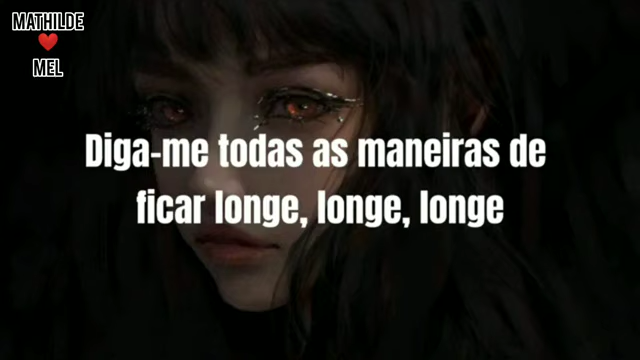 MATHILDE
❤️
MEL
Diga-me todas as maneiras de
ficar longe, longe, longe